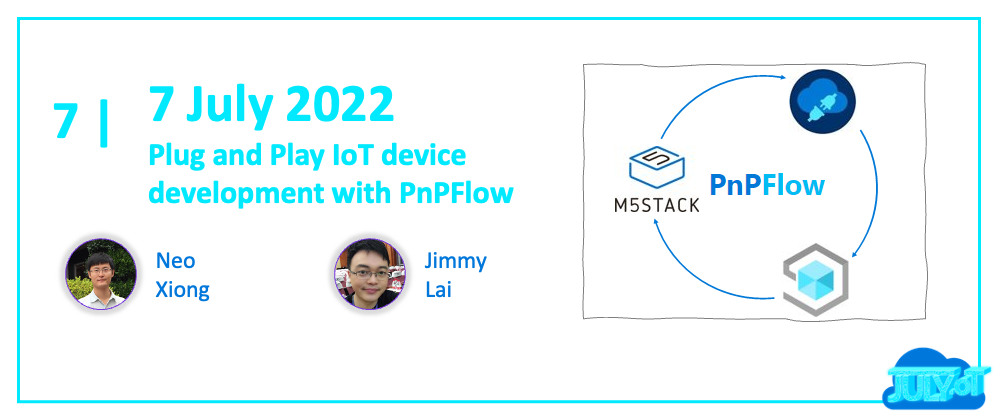 7 |
7 July 2022
Plug and Play IoT device
development with PnPFlow
Neo
Xiong
Jimmy
Lai
5
M5STACK
PnPFlow
JULYoT